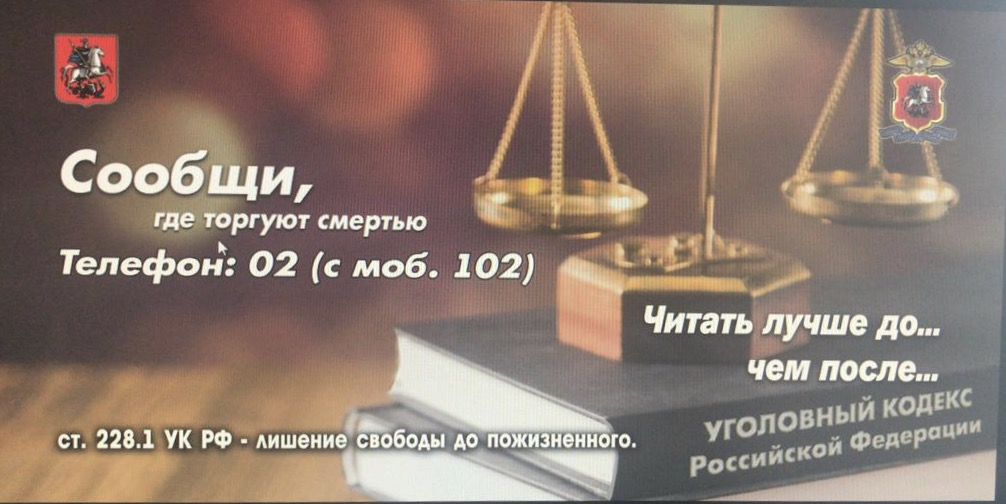 Сообщи,
где торгуют смертью
Телефон: 02 (с моб. 102)
Читать лучше до...
чем после...
УГОЛОВНЫЙ КОДЕКС
Российской Федерации
ст. 228.1 УК РФ - лишение свободы до пожизненного.